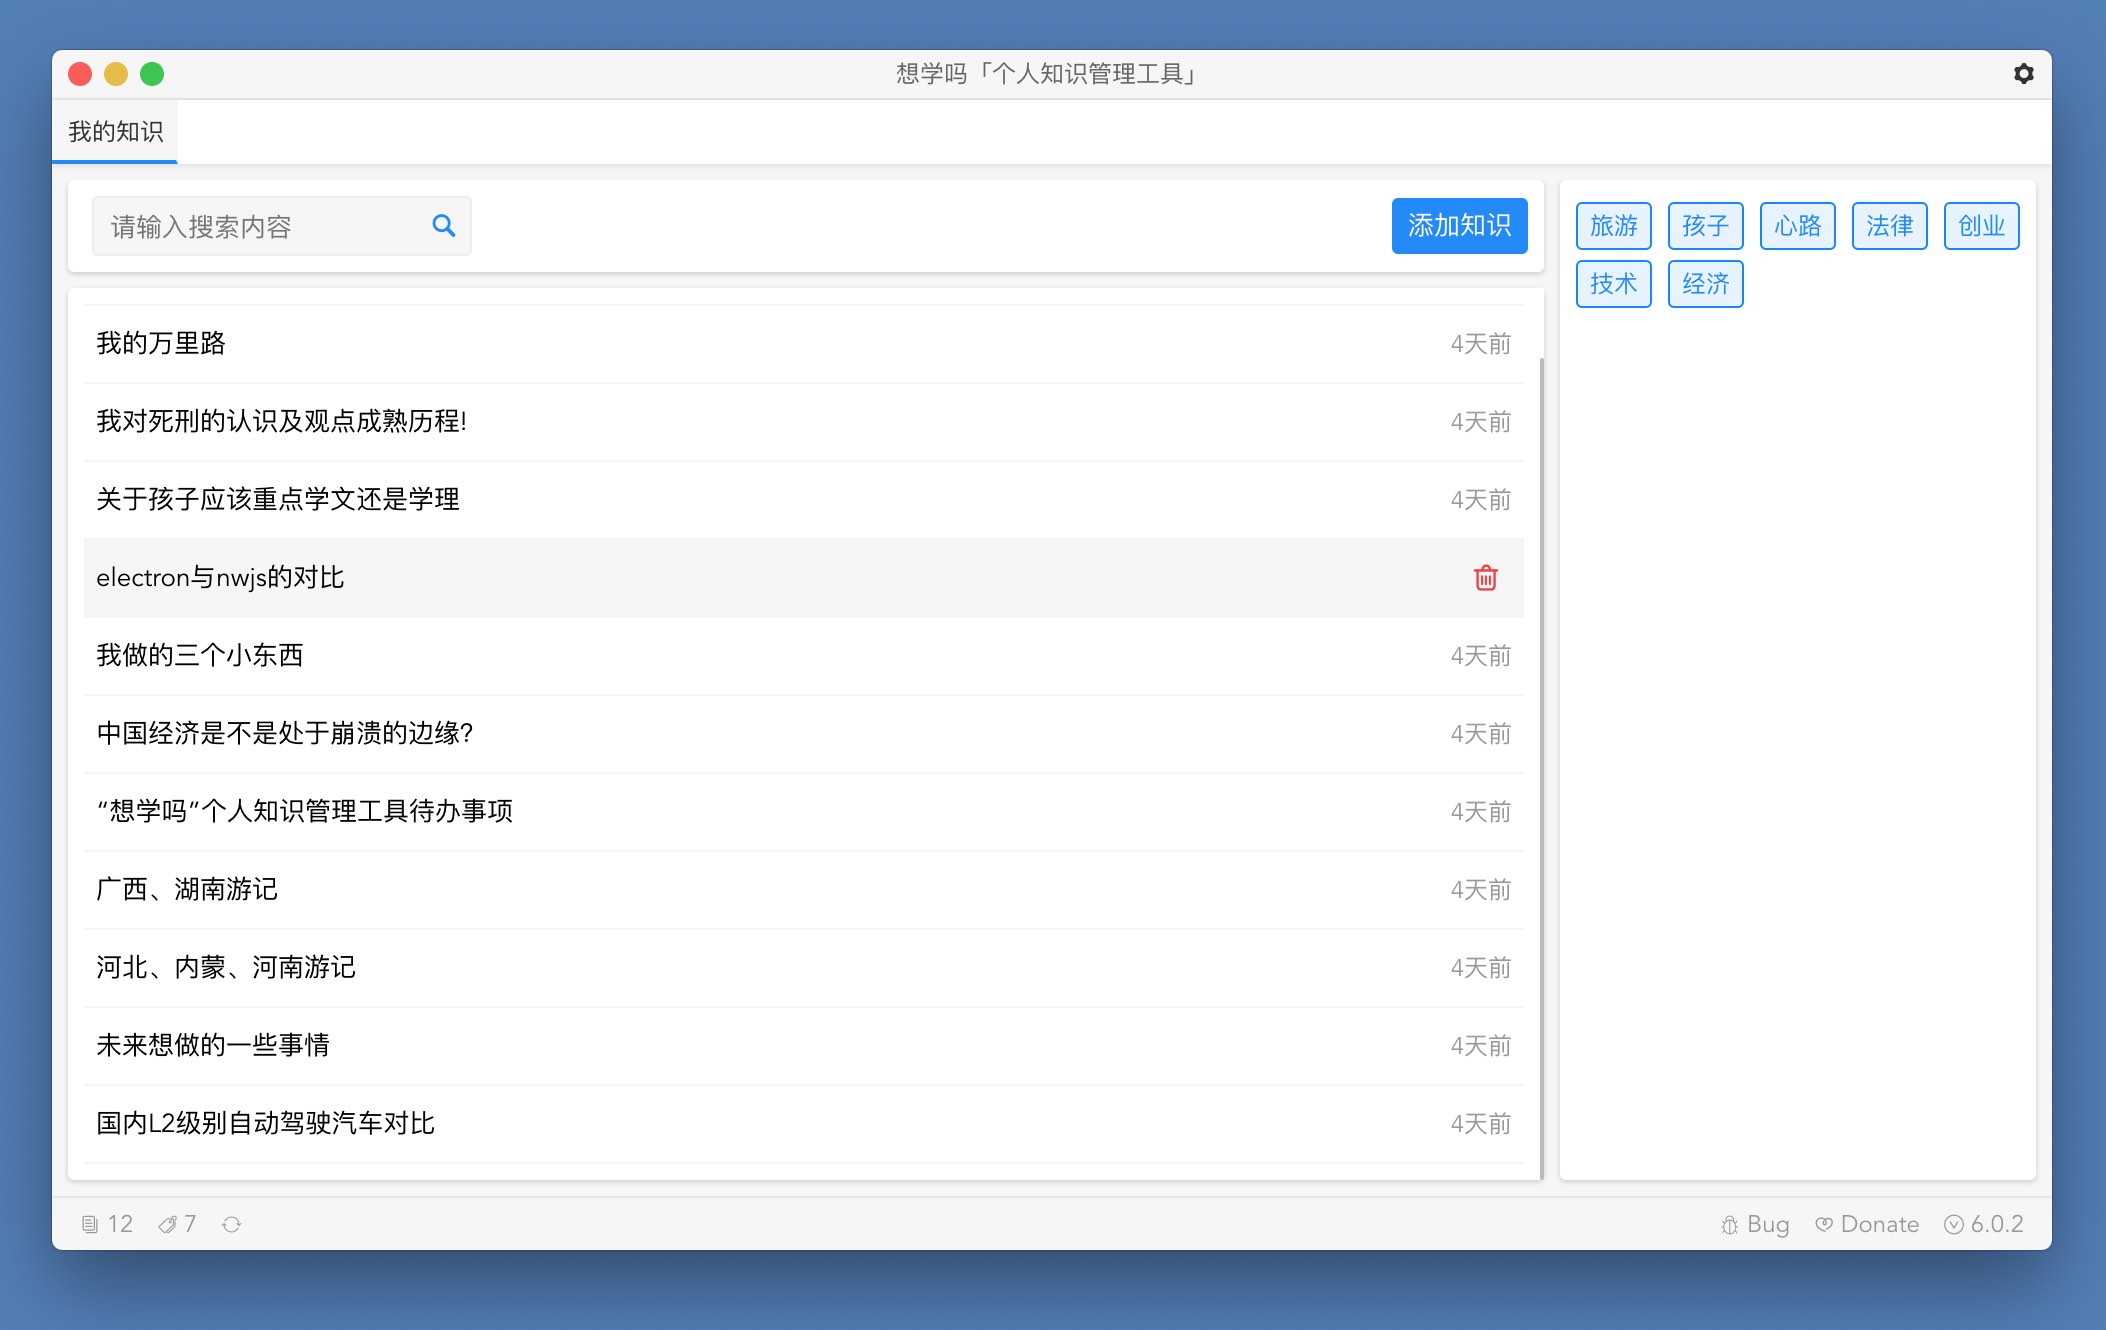 想学吗「个人知识管理工具」
我的知识
请输入搜索内容
添加知识
旅游 孩子 心路 法律 创业
技术 经济
我的万里路 4天前
我对死刑的认识及观点成熟历程! 4天前
关于孩子应该重点学文还是学理 4天前
electron与nwjs的对比
我做的三个小东西 4天前
中国经济是不是处于崩溃的边缘? 4天前
“想学吗”个人知识管理工具待办事项 4天前
广西、湖南游记 4天前
河北、内蒙、河南游记 4天前
未来想做的一些事情 4天前
国内L2级别自动驾驶汽车对比 4天前
12 7 Bug Donate 6.0.2